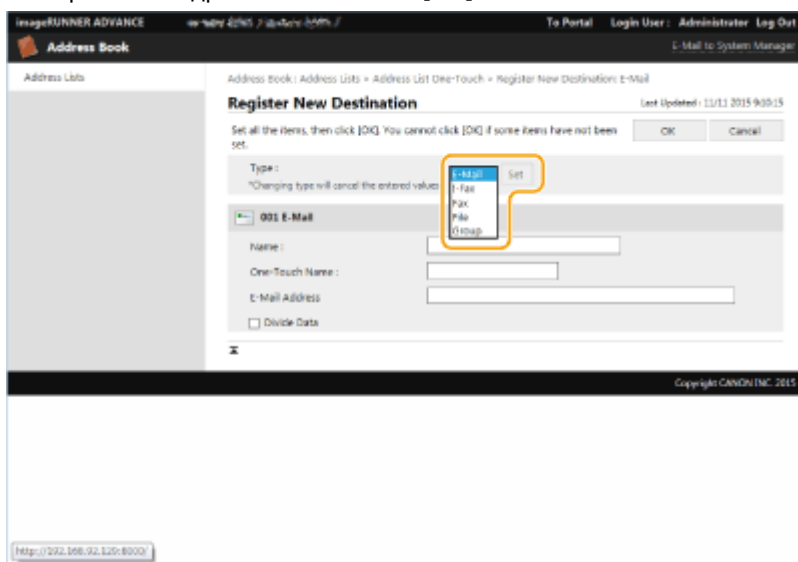 imageRUNNER ADVANCE To Portal Login User : Administrator Log Out
Address Book E-Mail to System Manager
Address Lists
Address Book : Address Lists > Address List One-Touch > Register New Destination: E-Mail
Register New Destination Last Updated : 11/11 2015 9:10:15
Set all the items, then click [OK]. You cannot click [OK] if some items have not been set.
OK Cancel
Type :
*Changing type will cancel the entered values
E-Mail Set
I-Fax
Fax
File
Group
001 E-Mail
Name :
One-Touch Name :
E-Mail Address
Divide Data
Copyright CANON INC. 2015